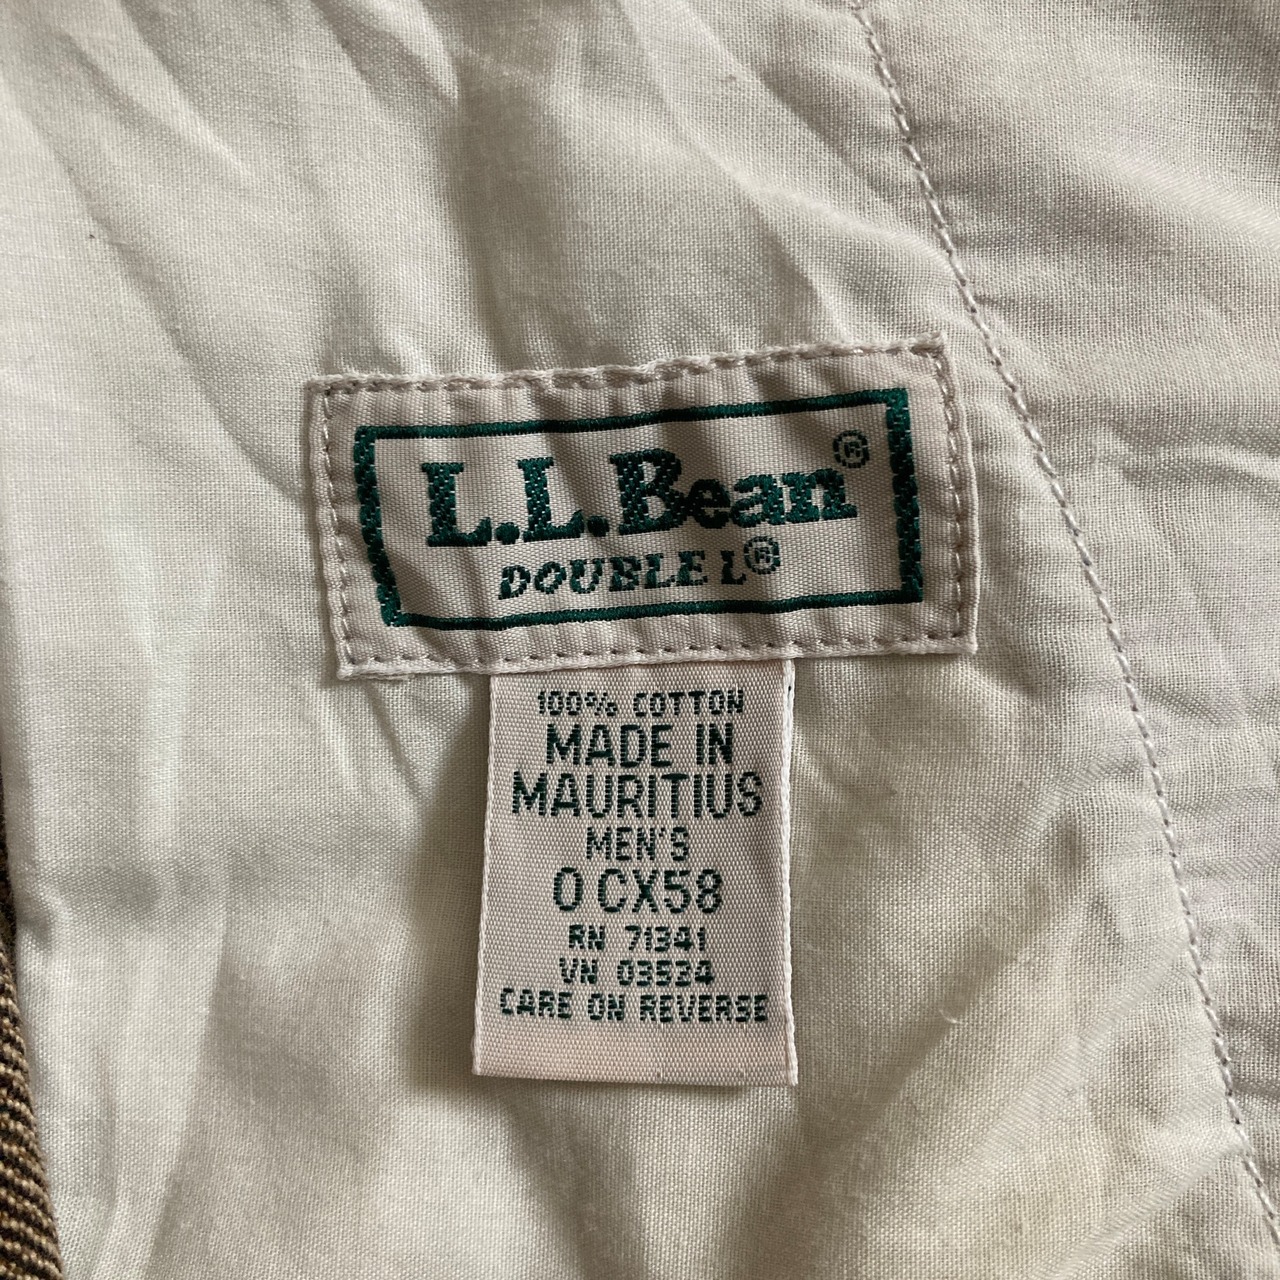 L.L.Bean®
DOUBLE L®
100% COTTON
MADE IN
MAURITIUS
MEN'S
0 CX58
RN 71341
VN 03534
CARE ON REVERSE